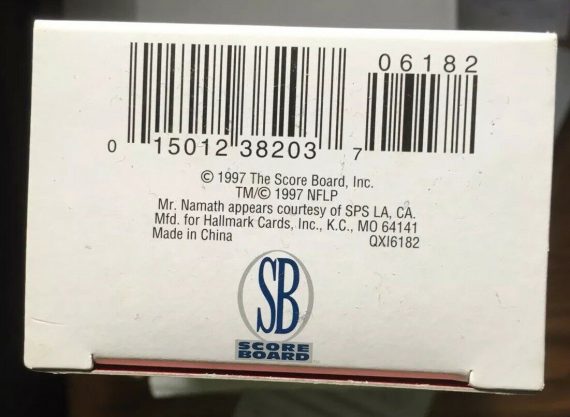 06182
0 15012 38203 7
© 1997 The Score Board, Inc.
TM/© 1997 NFLP
Mr. Namath appears courtesy of SPS LA, CA.
Mfd. for Hallmark Cards, Inc., K.C., MO 64141
Made in China QXI6182
SB
SCORE
BOARD